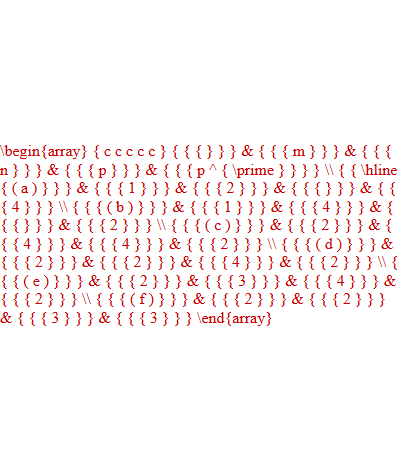 \begin{array} { c c c c c } { { { } } } & { { { m } } } & { { {
n } } } & { { { p } } } & { { { p ^ { \prime } } } } \\ { { \hline
{ ( a ) } } } & { { { 1 } } } & { { { 2 } } } & { { { } } } & { { {
4 } } } \\ { { { ( b ) } } } & { { { 1 } } } & { { { 4 } } } & {
{ { } } } & { { { 2 } } } \\ { { { ( c ) } } } & { { { 2 } } } & {
{ { 4 } } } & { { { 4 } } } & { { { 2 } } } \\ { { { ( d ) } } } &
{ { { 2 } } } & { { { 2 } } } & { { { 4 } } } & { { { 2 } } } \\ {
{ { ( e ) } } } & { { { 2 } } } & { { { 3 } } } & { { { 4 } } } &
{ { { 2 } } } \\ { { { ( f ) } } } & { { { 2 } } } & { { { 2 } } }
& { { { 3 } } } & { { { 3 } } } \end{array}